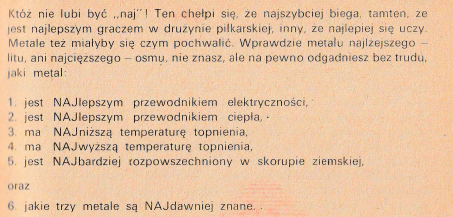 Któż nie lubi być „naj"! Ten chełpi się, że najszybciej biega, tamten, że
jest najlepszym graczem w drużynie piłkarskiej, inny, że najlepiej się uczy.
Metale też miałyby się czym pochwalić. Wprawdzie metalu najlżejszego –
litu, ani najcięższego – osmu, nie znasz, ale na pewno odgadniesz bez trudu,
jaki metal:
1. jest NAJlepszym przewodnikiem elektryczności,
2. jest NAJlepszym przewodnikiem ciepła,
3. ma NAJniższą temperaturę topnienia,
4. ma NAJwyższą temperaturę topnienia,
5. jest NAJbardziej rozpowszechniony w skorupie ziemskiej,
oraz
6. jakie trzy metale są NAJdawniej znane.